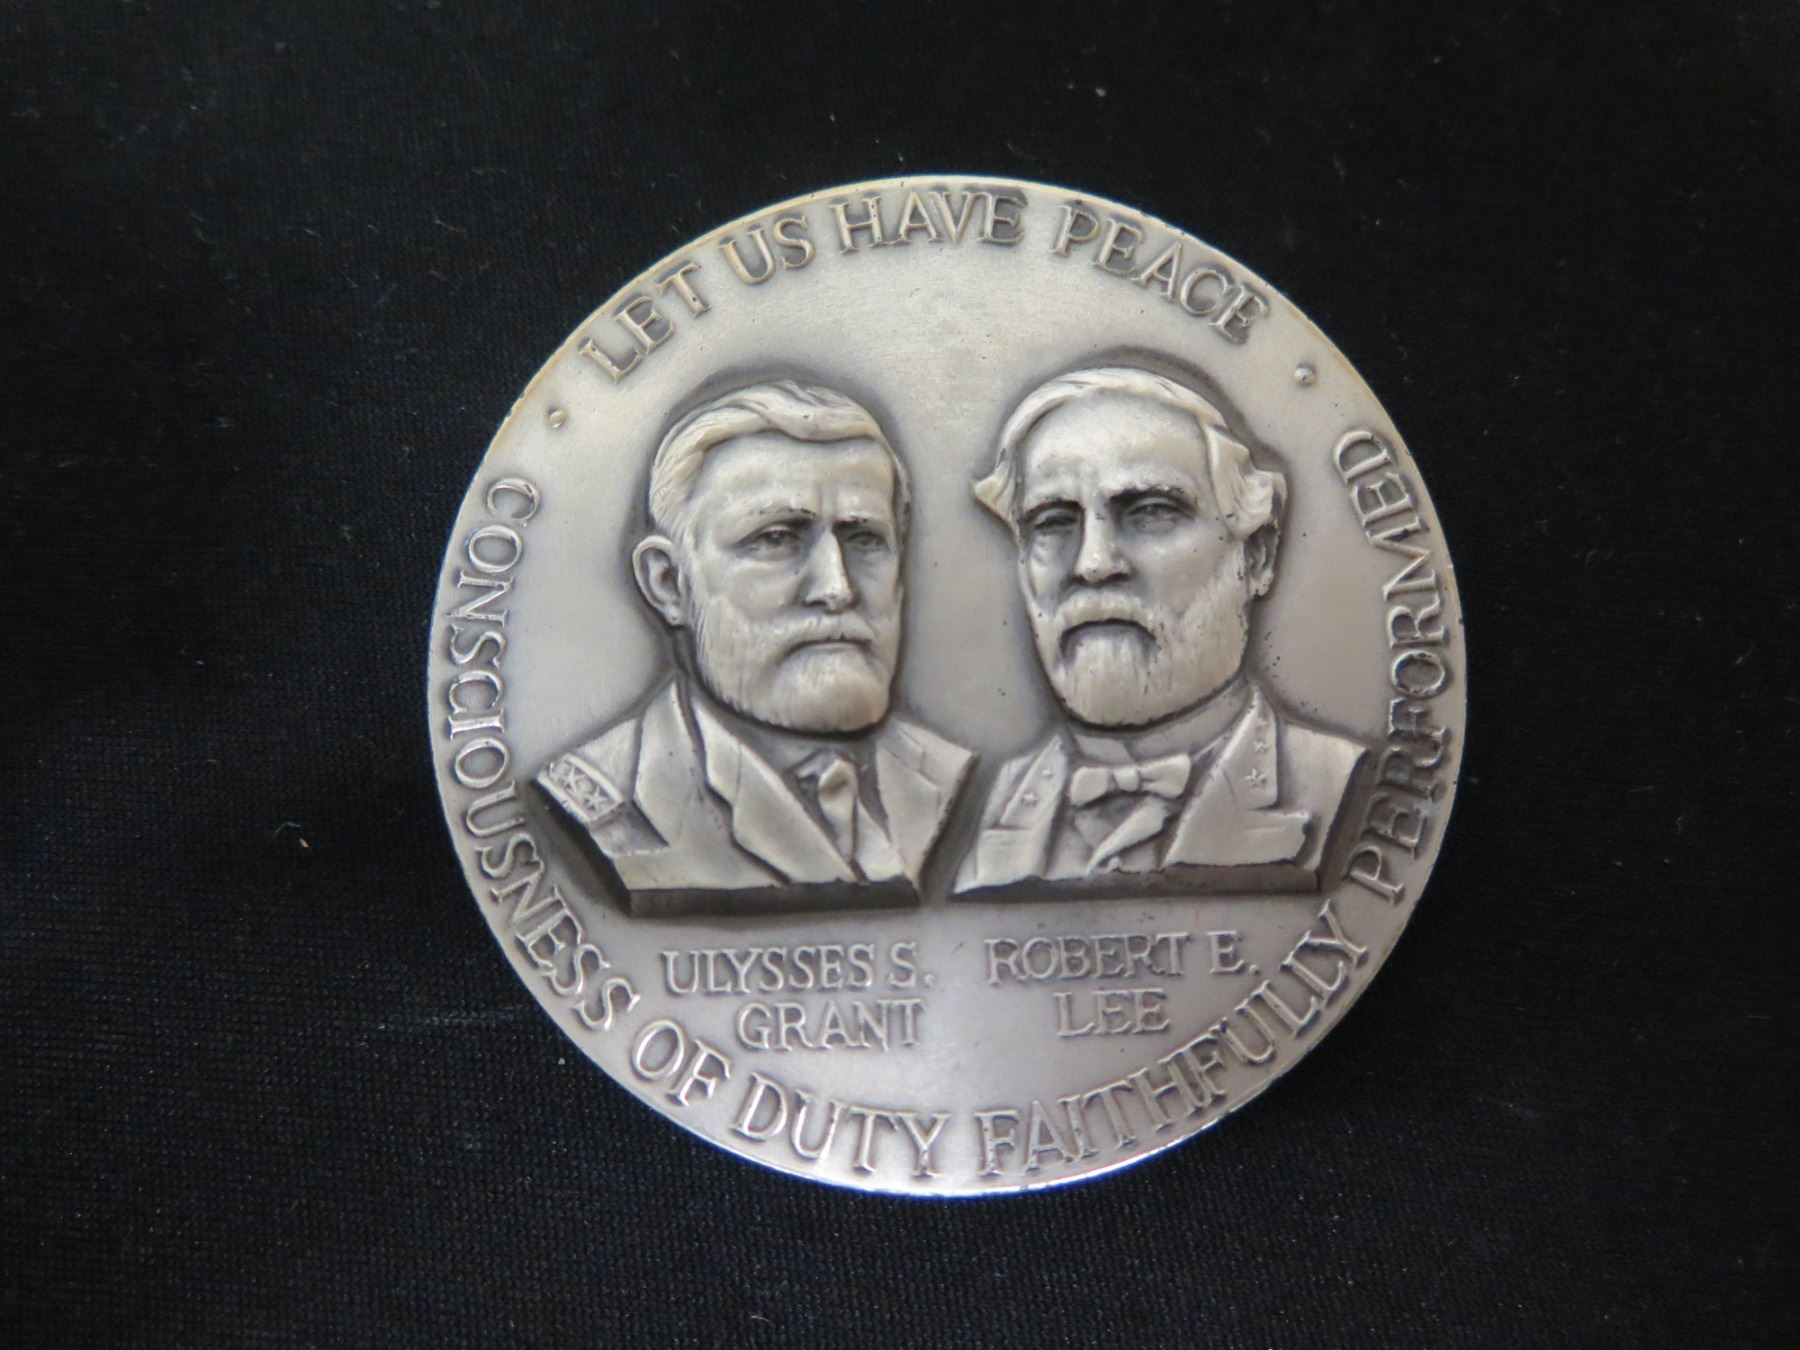 LET US HAVE PEACE
CONSCIOUSNESS OF DUTY FAITHFULLY PERFORMED
ULYSSES S.
GRANT
ROBERT E.
LEE